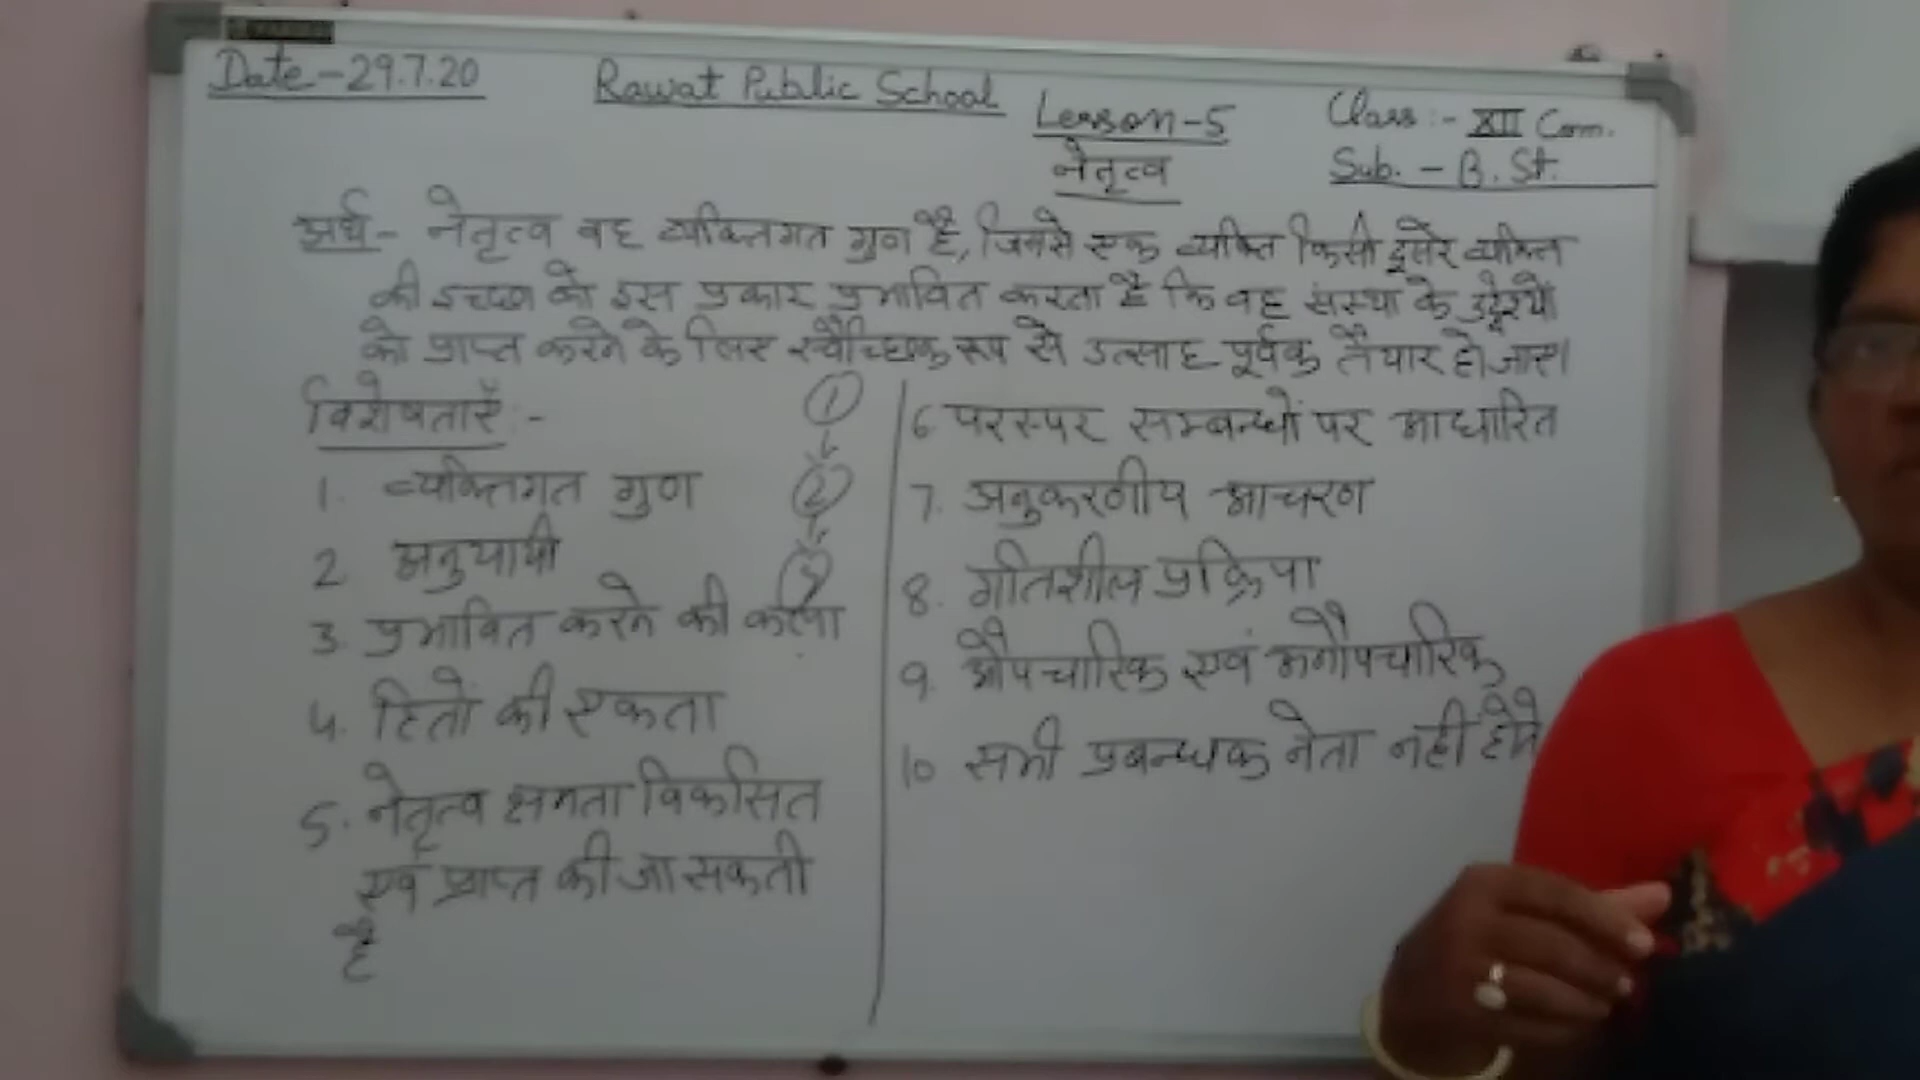 Date-29.7.20
Rawat Public School
Lesson-5
नेतृत्व
Class:- XII Com.
Sub. - B. St.
अर्थ- नेतृत्व वह व्यक्तिगत गुण है, जिससे एक व्यक्ति किसी दूसरे व्यक्ति
की इच्छा को इस प्रकार प्रभावित करता है कि वह संस्था के उद्देश्यों
को प्राप्त करने के लिए स्वैच्छिक रूप से उत्साह पूर्वक तैयार हो जाए।
विशेषताएँ:-
1. व्यक्तिगत गुण
2 अनुयायी
3. प्रभावित करने की कला
4. हितों की एकता
5. नेतृत्व क्षमता विकसित
एवं प्राप्त की जा सकती
है
1
2
3
6 परस्पर सम्बन्धों पर आधारित
7. अनुकरणीय आचरण
8. गतिशील प्रक्रिया
9. औपचारिक एवं अनौपचारिक
10 सभी प्रबन्धक नेता नही होते